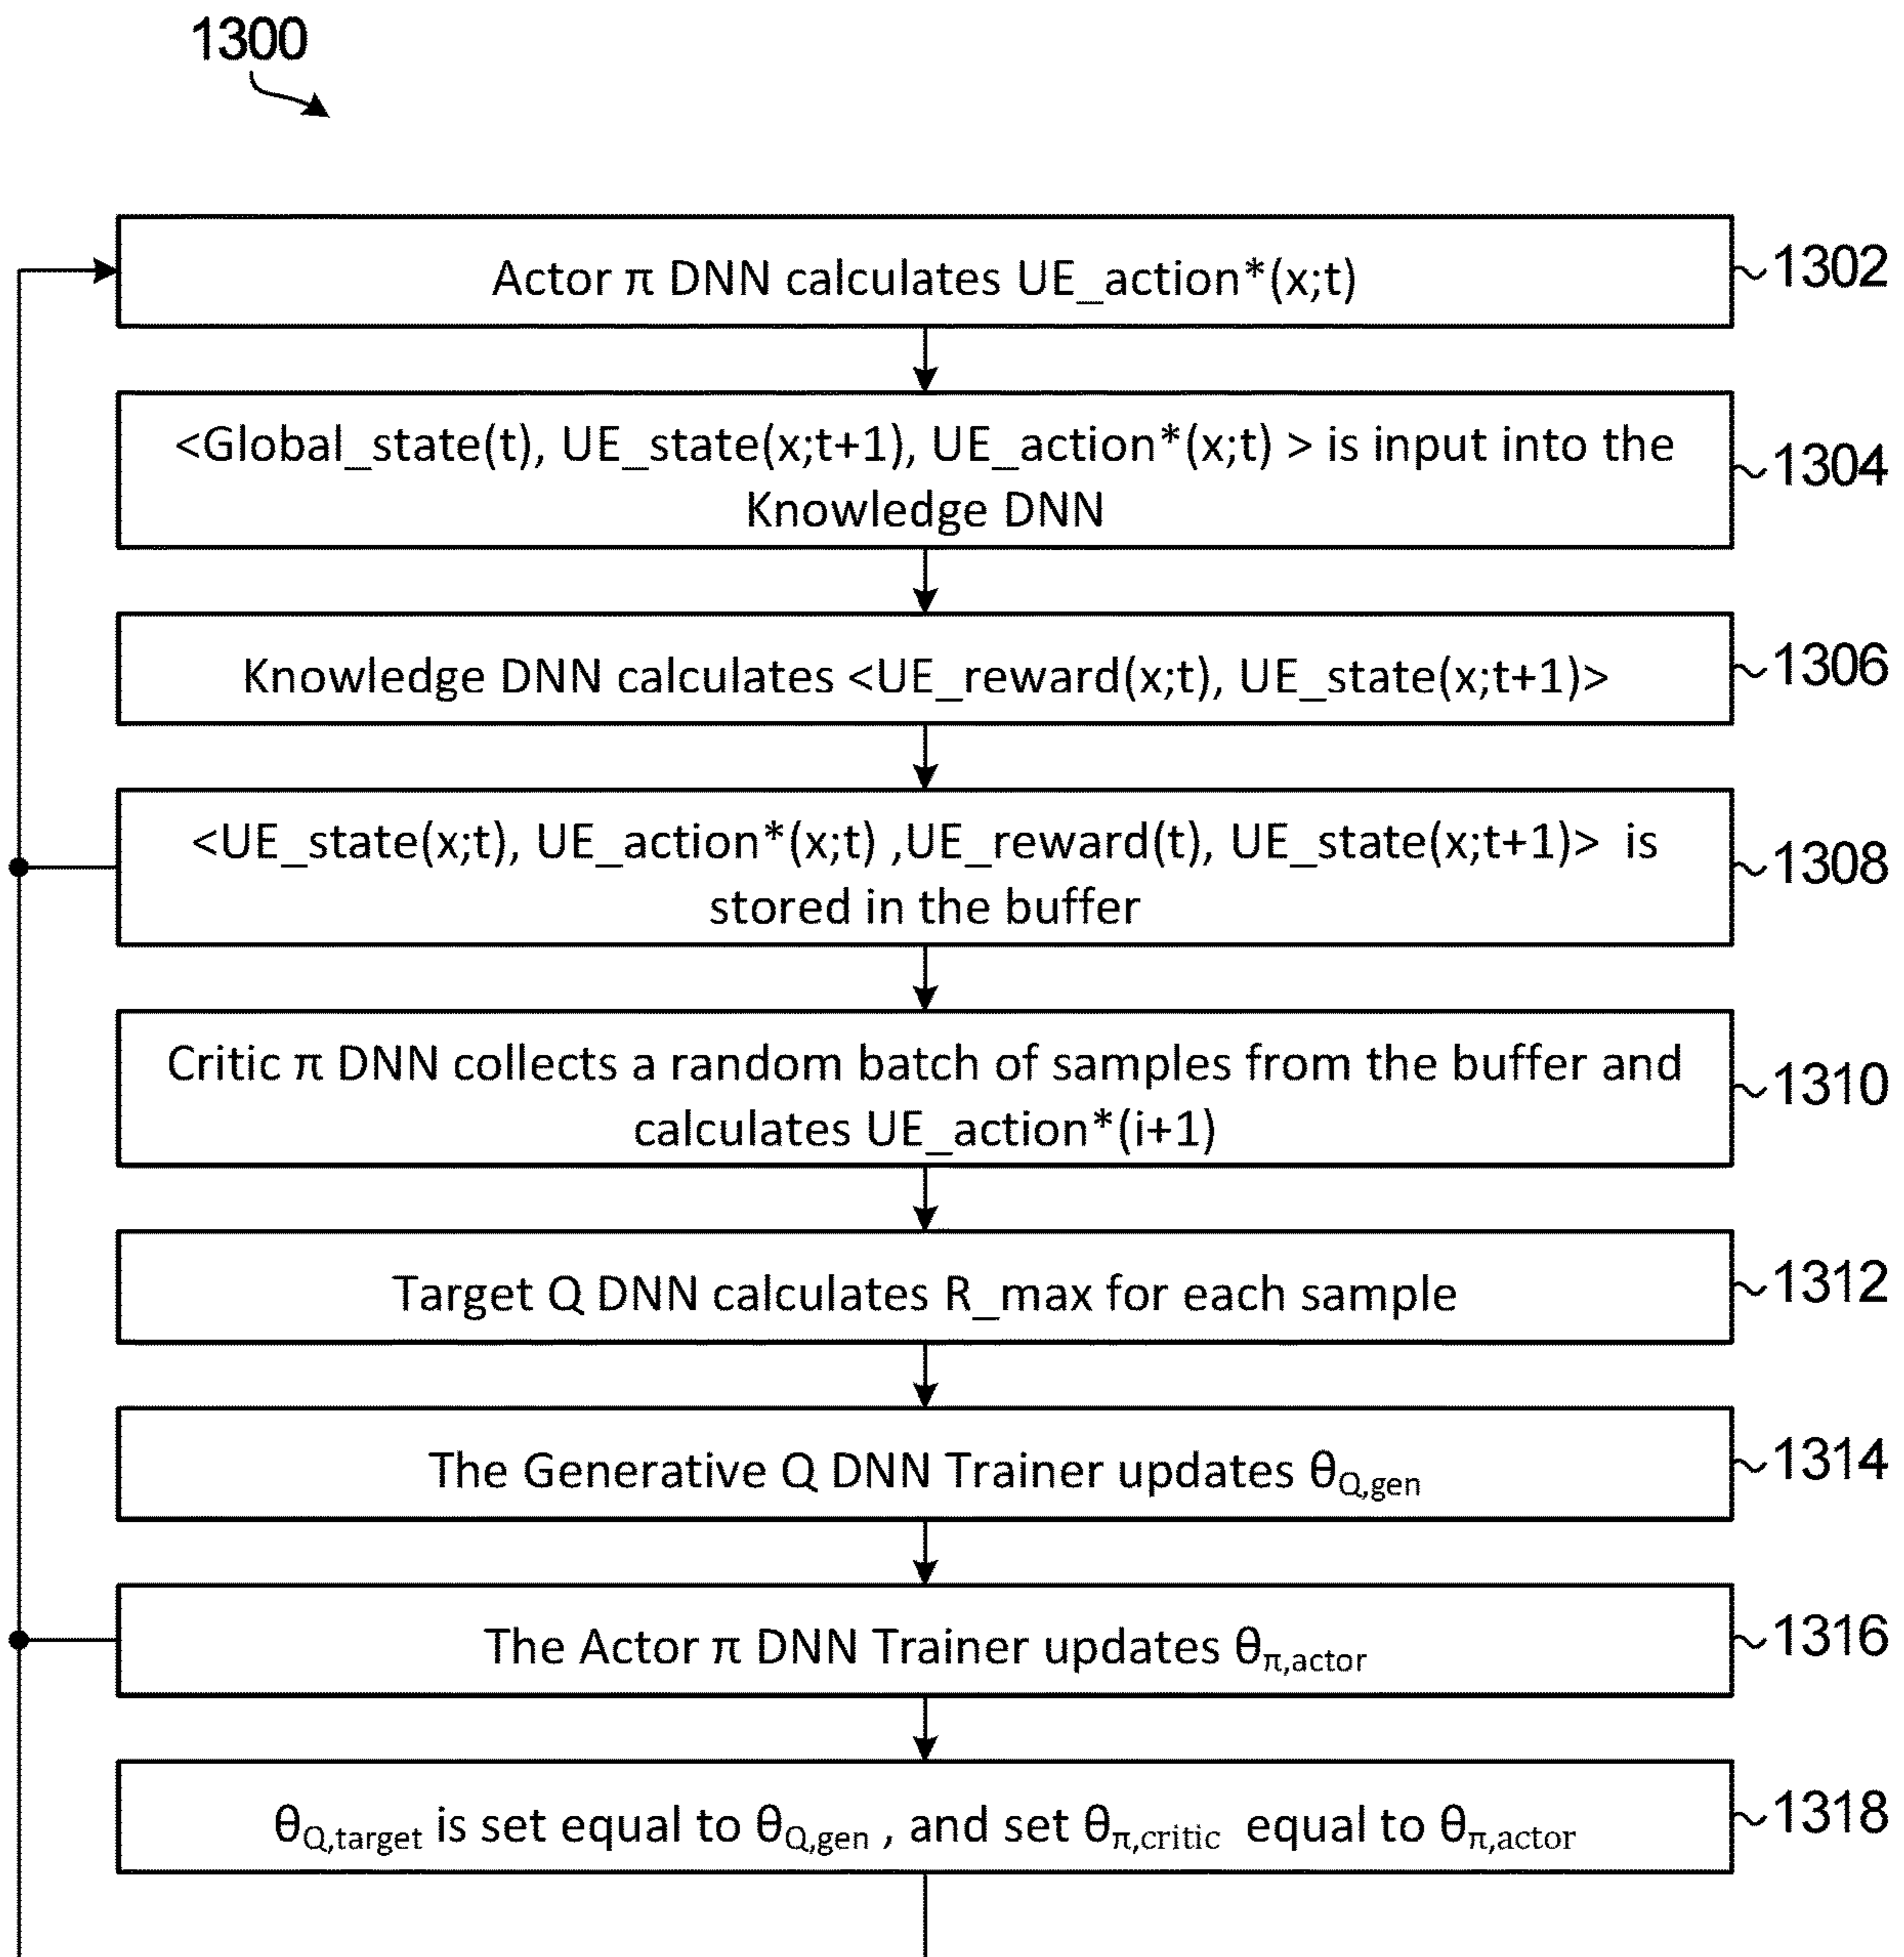 1300
Actor π DNN calculates UE_action*(x;t)
1302
<Global_state(t), UE_state(x;t+1), UE_action*(x;t) > is input into the
Knowledge DNN
1304
Knowledge DNN calculates <UE_reward(x;t), UE_state(x;t+1)>
1306
<UE_state(x;t), UE_action*(x;t) ,UE_reward(t), UE_state(x;t+1)> is
stored in the buffer
1308
Critic π DNN collects a random batch of samples from the buffer and
calculates UE_action*(i+1)
1310
Target Q DNN calculates R_max for each sample
1312
The Generative Q DNN Trainer updates θQ,gen
1314
The Actor π DNN Trainer updates θπ,actor
1316
θQ,target is set equal to θQ,gen , and set θπ,critic equal to θπ,actor
1318